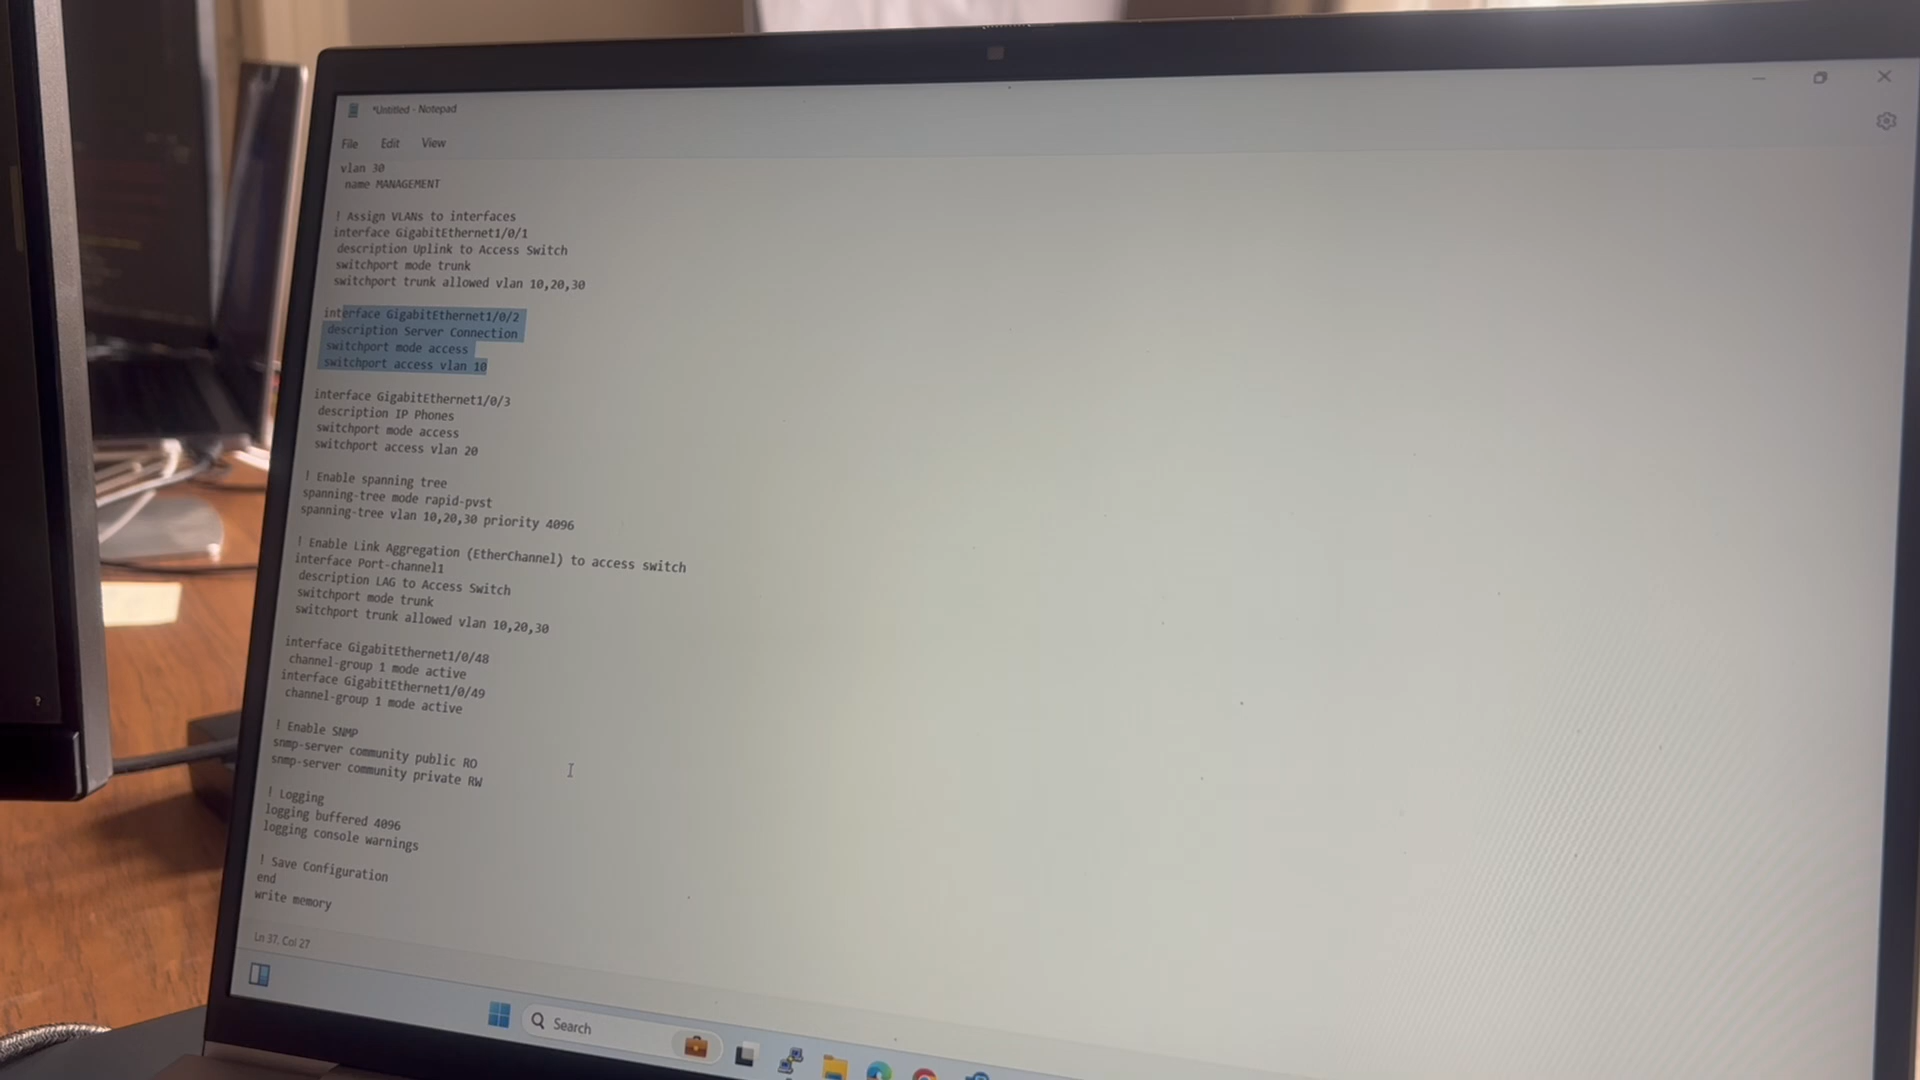 *Untitled - Notepad
File Edit View
vlan 30
name MANAGEMENT
! Assign VLANs to interfaces
interface GigabitEthernet1/0/1
description Uplink to Access Switch
switchport mode trunk
switchport trunk allowed vlan 10,20,30
interface GigabitEthernet1/0/2
description Server Connection
switchport mode access
switchport access vlan 10
interface GigabitEthernet1/0/3
description IP Phones
switchport mode access
switchport access vlan 20
! Enable spanning tree
spanning-tree mode rapid-pvst
spanning-tree vlan 10,20,30 priority 4096
! Enable Link Aggregation (EtherChannel) to access switch
interface Port-channel1
description LAG to Access Switch
switchport mode trunk
switchport trunk allowed vlan 10,20,30
interface GigabitEthernet1/0/48
channel-group 1 mode active
interface GigabitEthernet1/0/49
channel-group 1 mode active
! Enable SNMP
snmp-server community public RO
snmp-server community private RW
! Logging
logging buffered 4096
logging console warnings
! Save Configuration
end
write memory
Ln 37, Col 27
Search
?